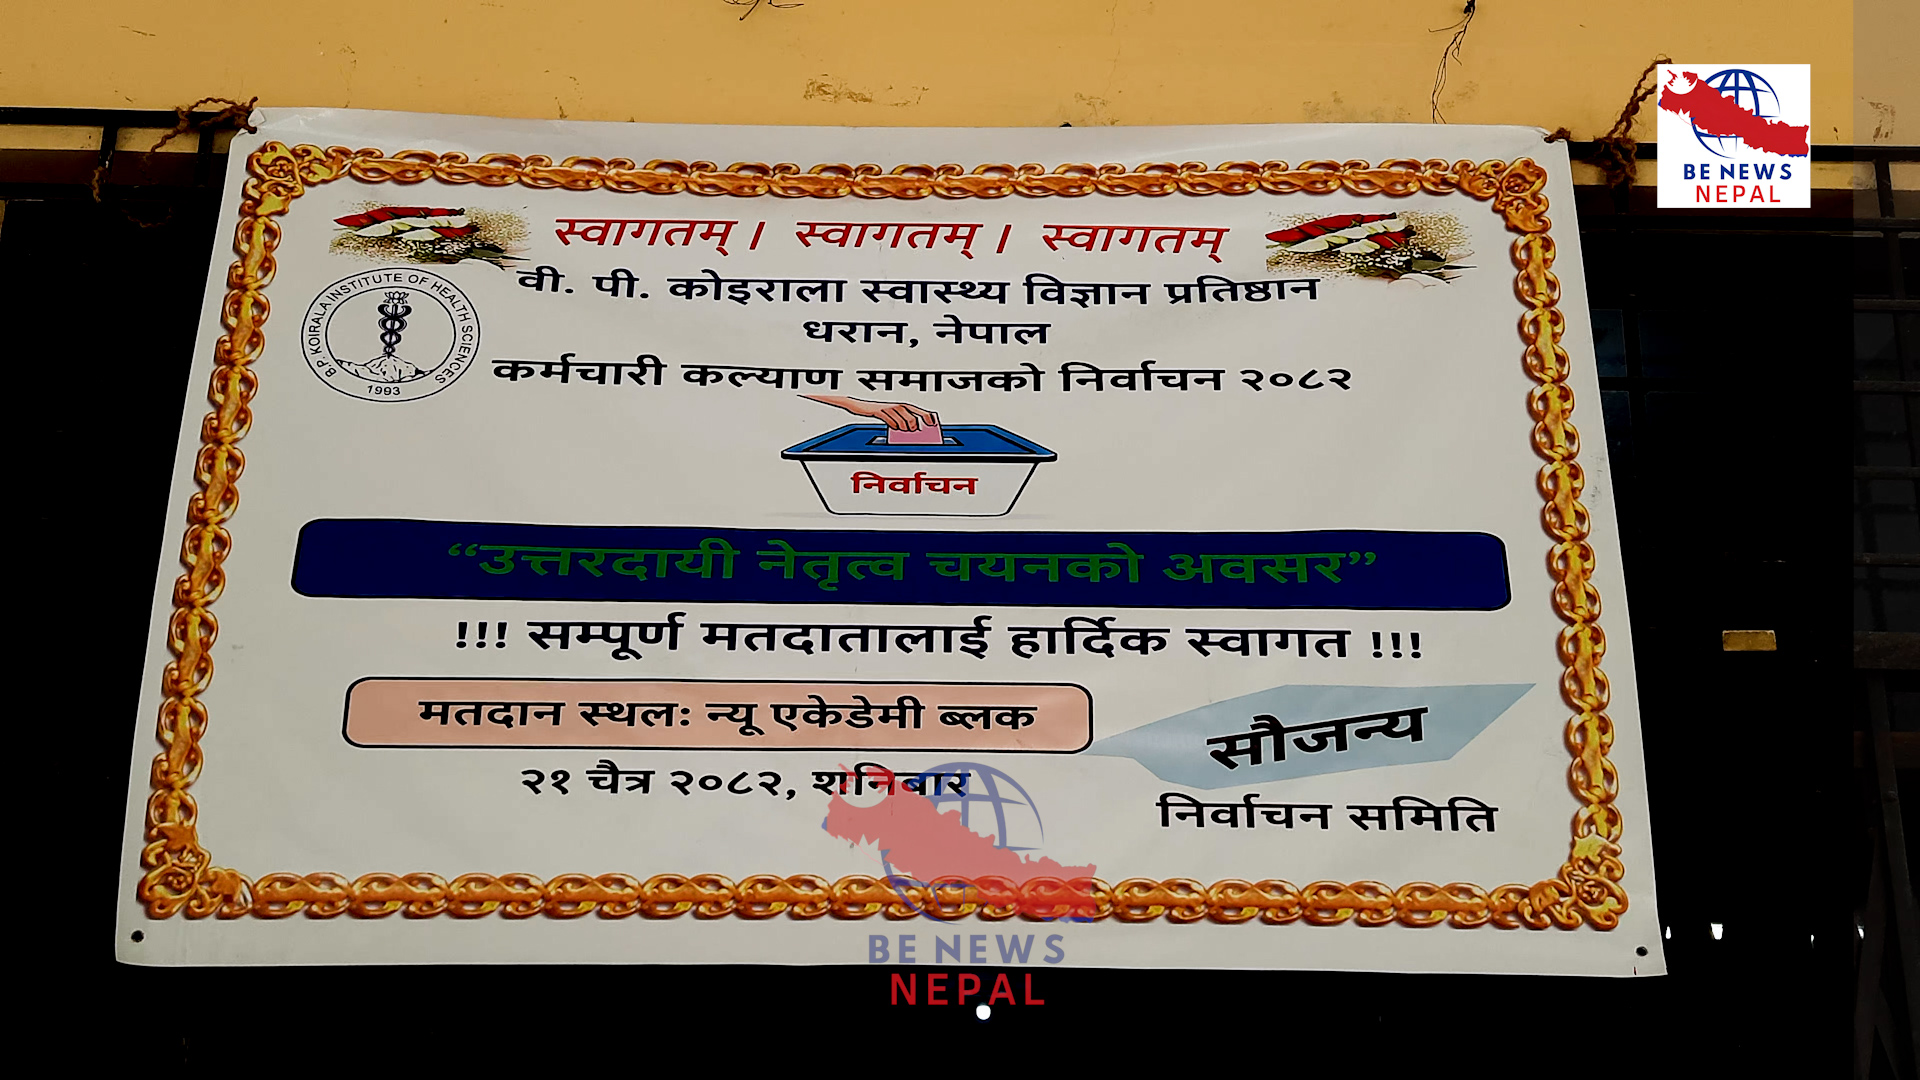 स्वागतम् । स्वागतम् । स्वागतम्
वी. पी. कोइराला स्वास्थ्य विज्ञान प्रतिष्ठान
धरान, नेपाल
कर्मचारी कल्याण समाजको निर्वाचन २०८२
B.P. KOIRALA INSTITUTE OF HEALTH SCIENCES
1993
निर्वाचन
“उत्तरदायी नेतृत्व चयनको अवसर”
!!! सम्पूर्ण मतदातालाई हार्दिक स्वागत !!!
मतदान स्थल: न्यू एकेडेमी ब्लक
२१ चैत्र २०८२, शनिबार
सौजन्य
निर्वाचन समिति
BE NEWS
NEPAL
BE NEWS
NEPAL